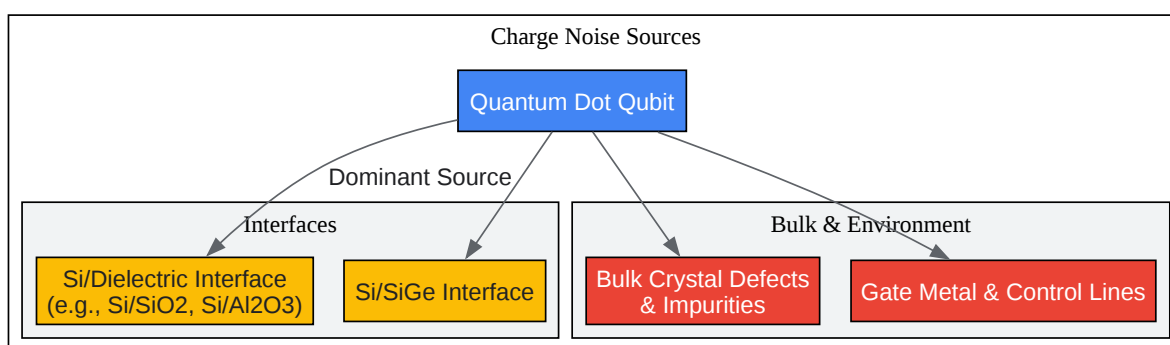 Charge Noise Sources
Quantum Dot Qubit
Dominant Source
Interfaces
Bulk & Environment
Si/Dielectric Interface
(e.g., Si/SiO2, Si/Al2O3)
Si/SiGe Interface
Bulk Crystal Defects
& Impurities
Gate Metal & Control Lines